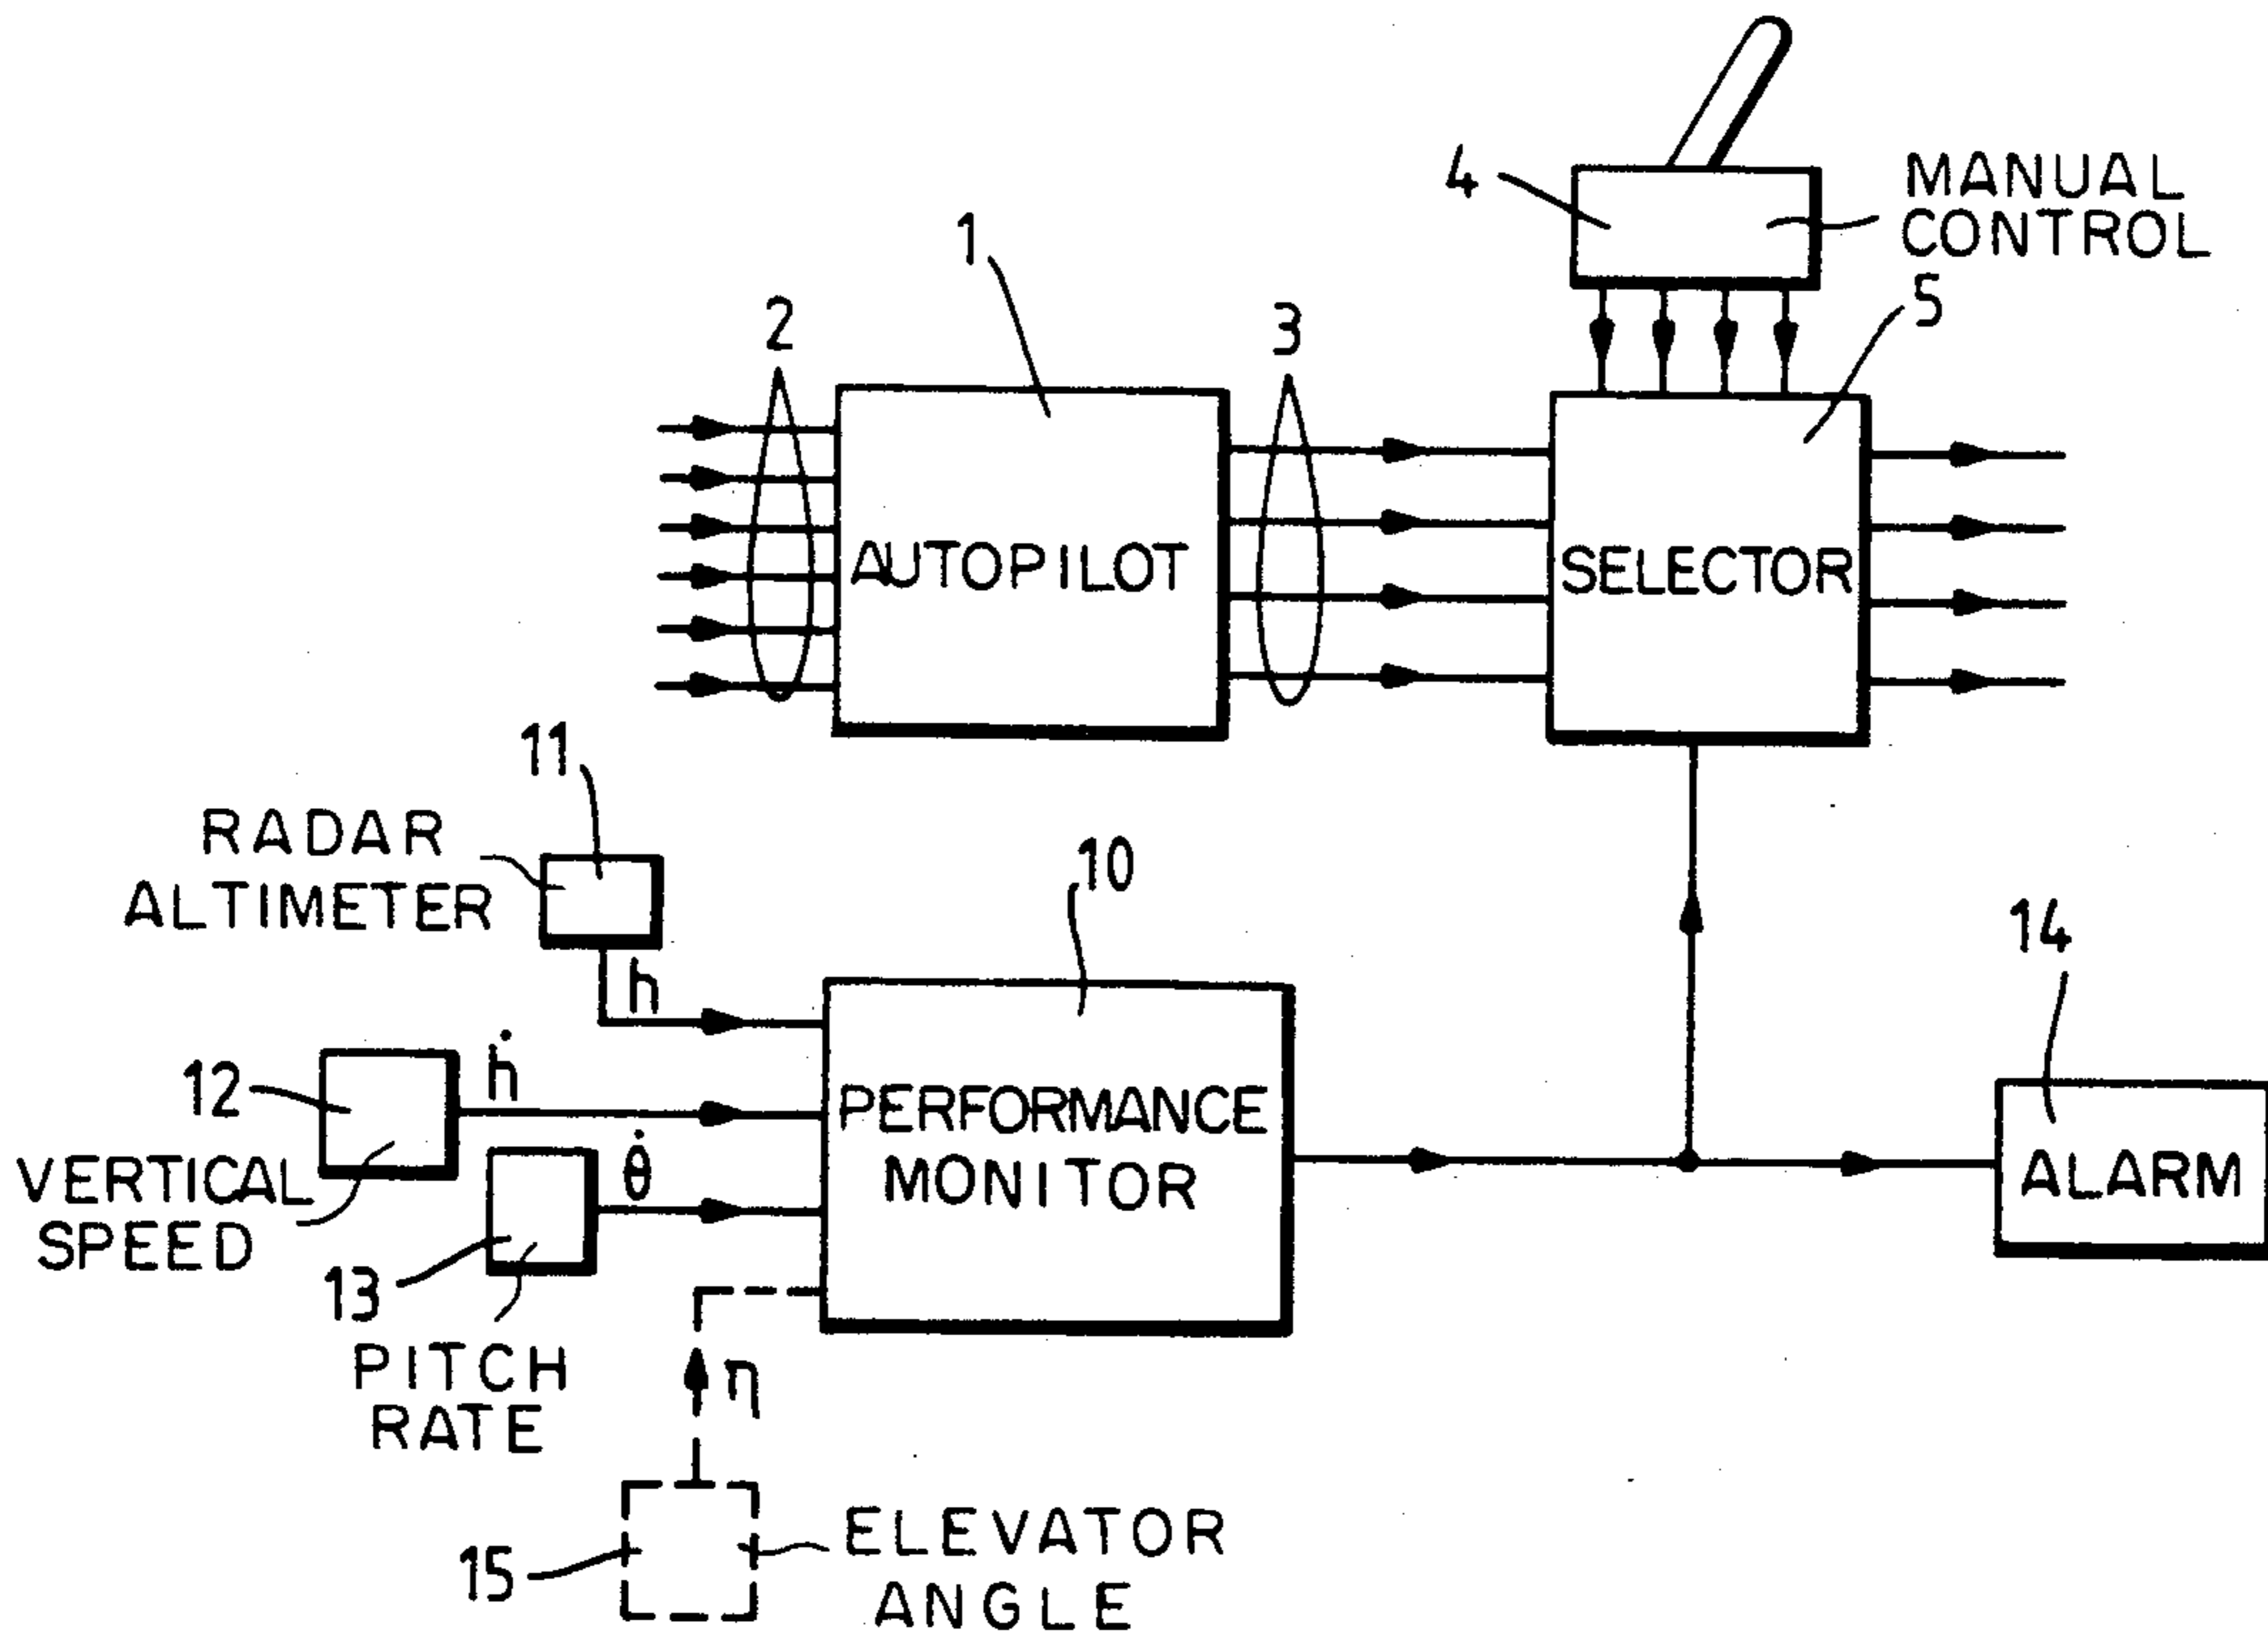 4
MANUAL
CONTROL
1
5
2
3
AUTOPILOT
SELECTOR
11
RADAR
ALTIMETER
10
14
h
ḣ
12
PERFORMANCE
MONITOR
θ̇
VERTICAL
SPEED
ALARM
13
PITCH
RATE
η
15
ELEVATOR
ANGLE